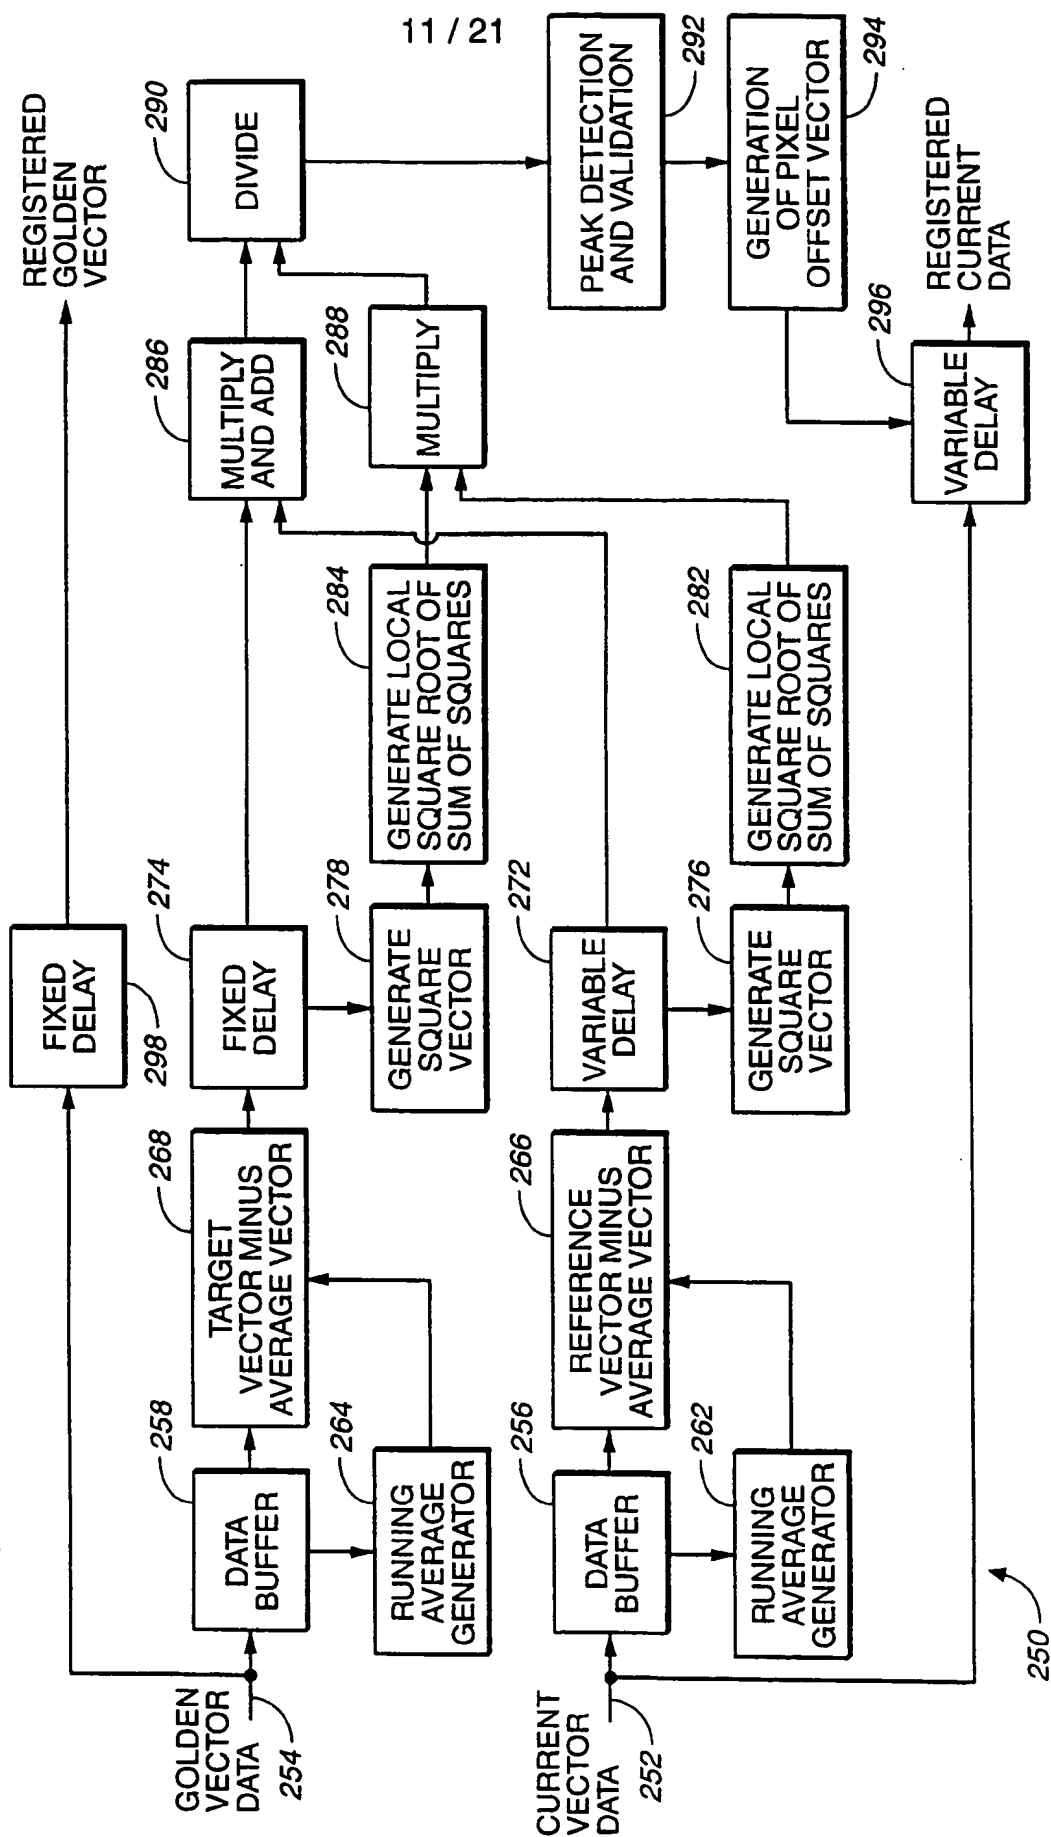 11 / 21
GOLDEN
VECTOR
DATA
254
258
DATA
BUFFER
264
RUNNING
AVERAGE
GENERATOR
268
TARGET
VECTOR MINUS
AVERAGE VECTOR
FIXED
DELAY
298
274
FIXED
DELAY
278
GENERATE
SQUARE
VECTOR
284
GENERATE LOCAL
SQUARE ROOT OF
SUM OF SQUARES
286
MULTIPLY
AND ADD
288
MULTIPLY
290
DIVIDE
REGISTERED
GOLDEN
VECTOR
CURRENT
VECTOR
DATA
252
256
DATA
BUFFER
262
RUNNING
AVERAGE
GENERATOR
266
REFERENCE
VECTOR MINUS
AVERAGE VECTOR
272
VARIABLE
DELAY
276
GENERATE
SQUARE
VECTOR
282
GENERATE LOCAL
SQUARE ROOT OF
SUM OF SQUARES
PEAK DETECTION
AND VALIDATION
292
GENERATION
OF PIXEL
OFFSET VECTOR
294
296
VARIABLE
DELAY
REGISTERED
CURRENT
DATA
250